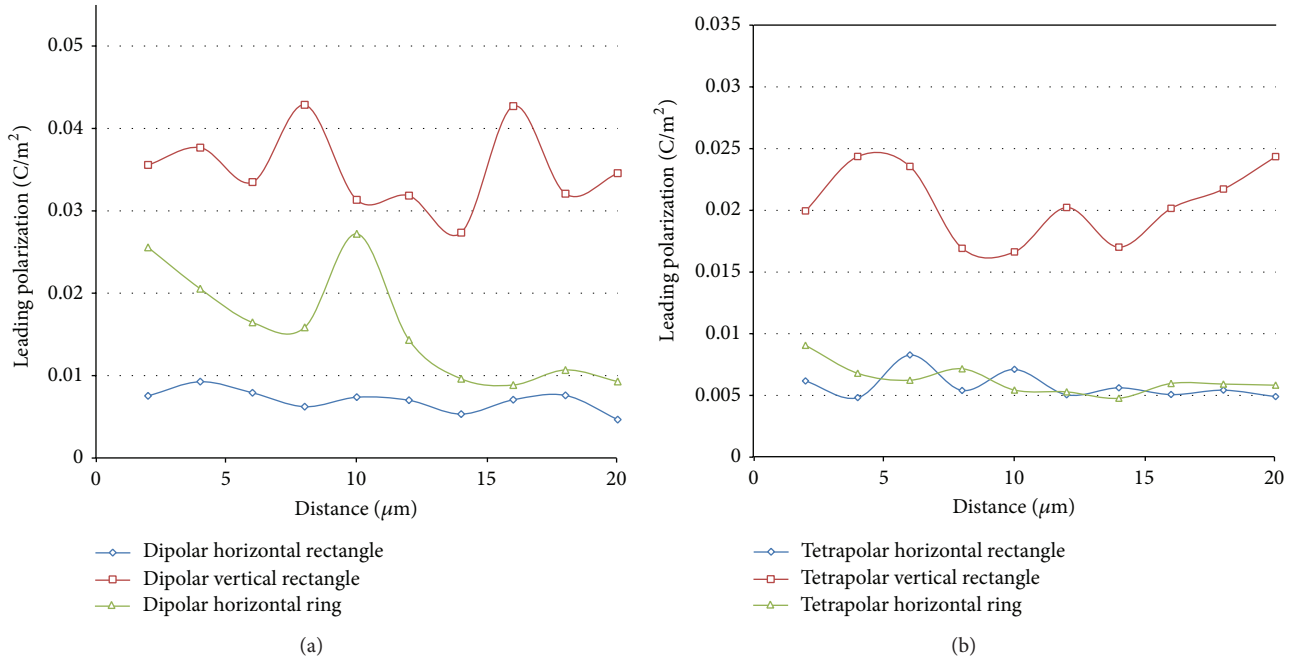 0.05
0.04
0.03
0.02
0.01
0
Leading polarization (C/m²)
0 5 10 15 20
Distance (μm)
Dipolar horizontal rectangle
Dipolar vertical rectangle
Dipolar horizontal ring
(a)
0.035
0.03
0.025
0.02
0.015
0.01
0.005
0
Leading polarization (C/m²)
0 5 10 15 20
Distance (μm)
Tetrapolar horizontal rectangle
Tetrapolar vertical rectangle
Tetrapolar horizontal ring
(b)